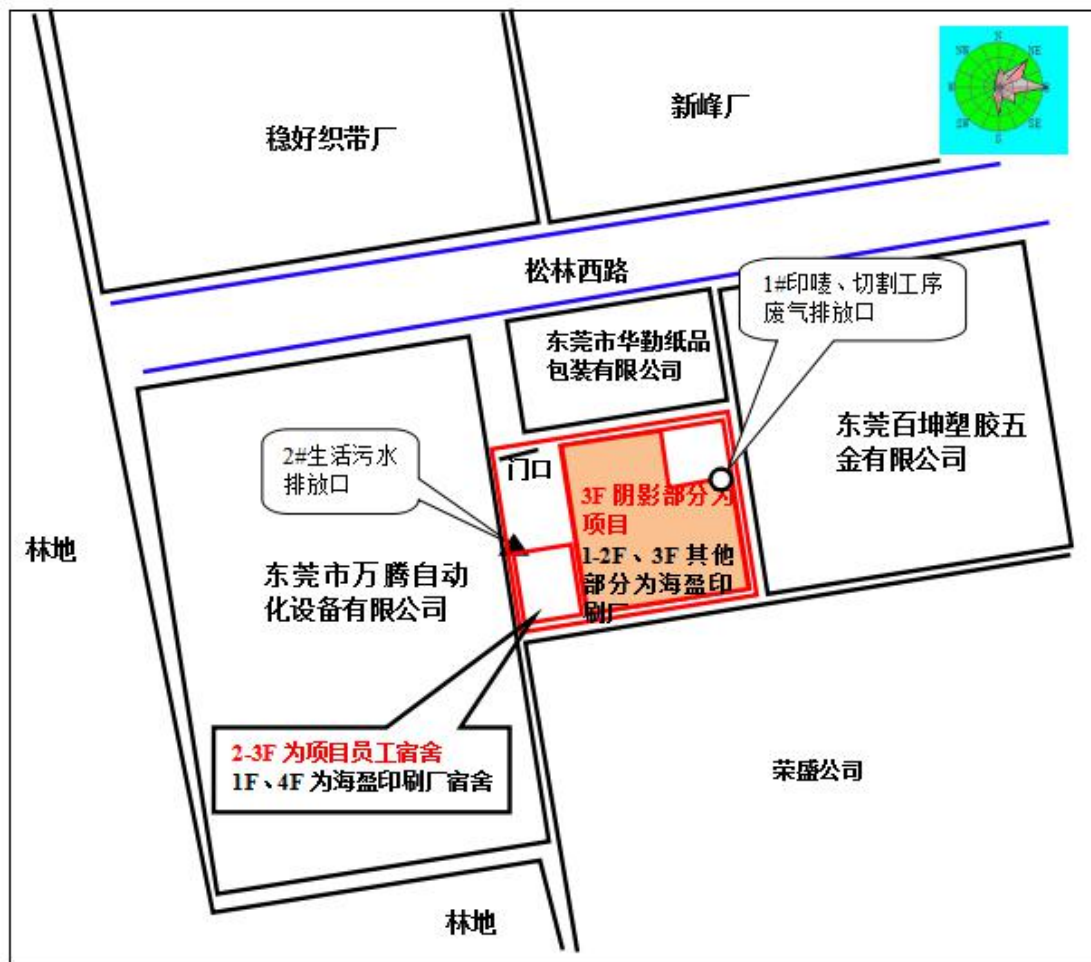 新峰厂
稳好织带厂
N
NE
SE
S
SW
NW
松林西路
1#印唛、切割工序
废气排放口
东莞市华勤纸品
包装有限公司
东莞百坤塑胶五
金有限公司
2#生活污水
排放口
门口
3F 阴影部分为
项目
1-2F、3F 其他
部分为海盈印
刷厂
林地
东莞市万腾自动
化设备有限公司
2-3F 为项目员工宿舍
1F、4F 为海盈印刷厂宿舍
荣盛公司
林地